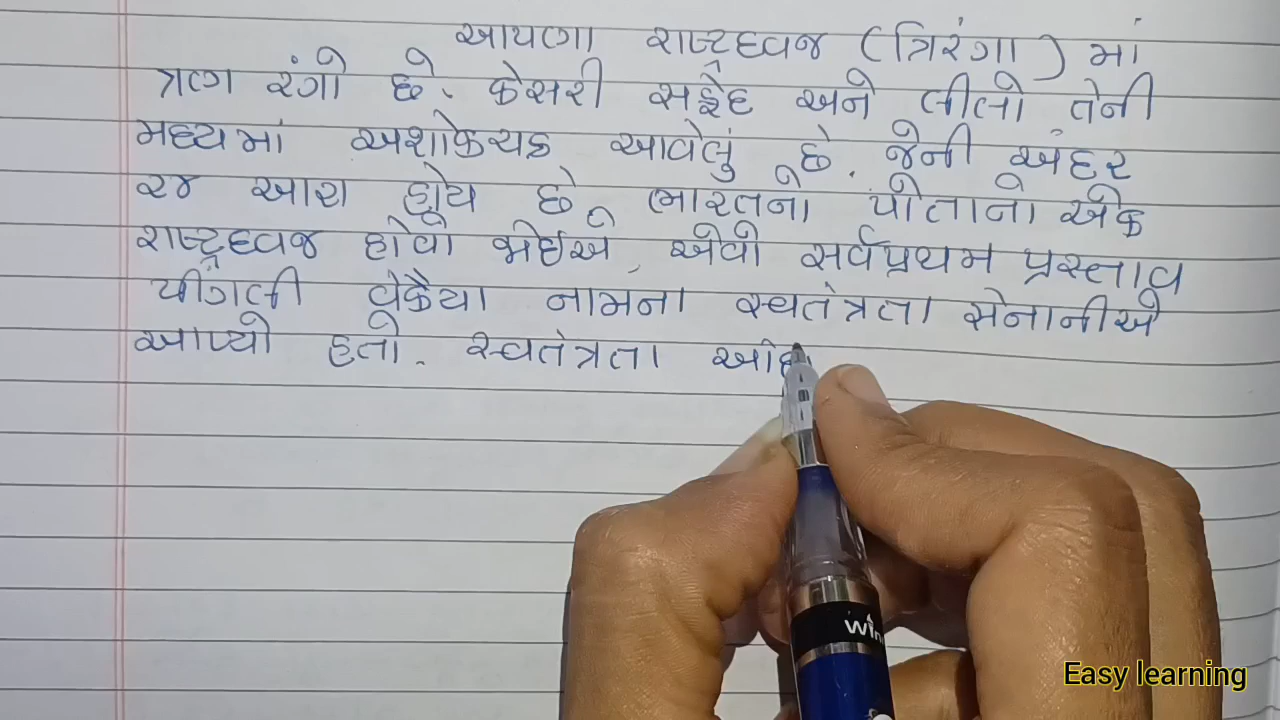 આપણા રાષ્ટ્રધ્વજ (ત્રિરંગા) માં
ત્રણ રંગો છે. કેસરી સફેદ અને લીલો તેની
મધ્યમાં અશોકચક્ર આવેલું છે. જેની અંદર
૨૪ આરા હોય છે. ભારતનો પોતાનો એક
રાષ્ટ્રધ્વજ હોવો જોઈએ, એવો સર્વપ્રથમ પ્રસ્તાવ
પીંગલી વેકૈયા નામના સ્વતંત્રતા સેનાનીએ
આપ્યો હતો. સ્વતંત્રતા
Win
Easy learning